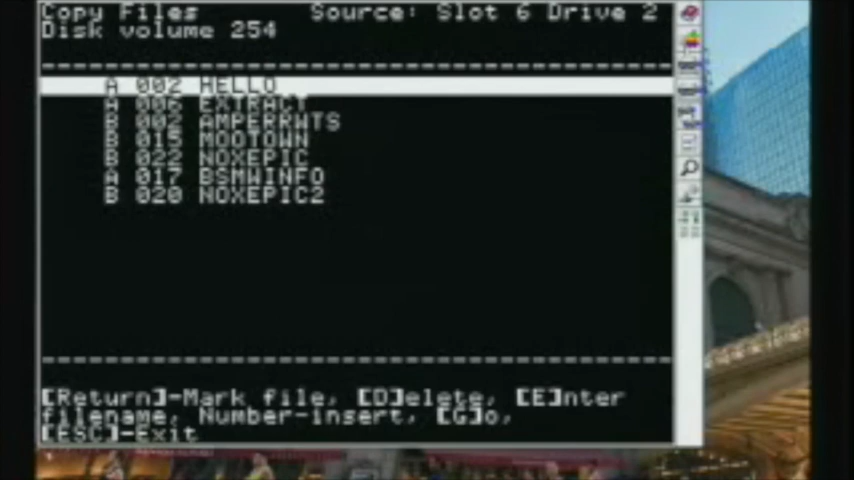 Copy Files Source: Slot 6 Drive 2
Disk volume 254
A 002 HELLO
A 006 EXTRACT
B 002 AMPERRWTS
B 015 MOOTOWN
B 022 NOXEPIC
A 017 BSMWINFO
B 020 NOXEPIC2
[Return]-Mark file, [D]elete, [E]nter
filename, Number-insert, [G]o,
[ESC]-Exit